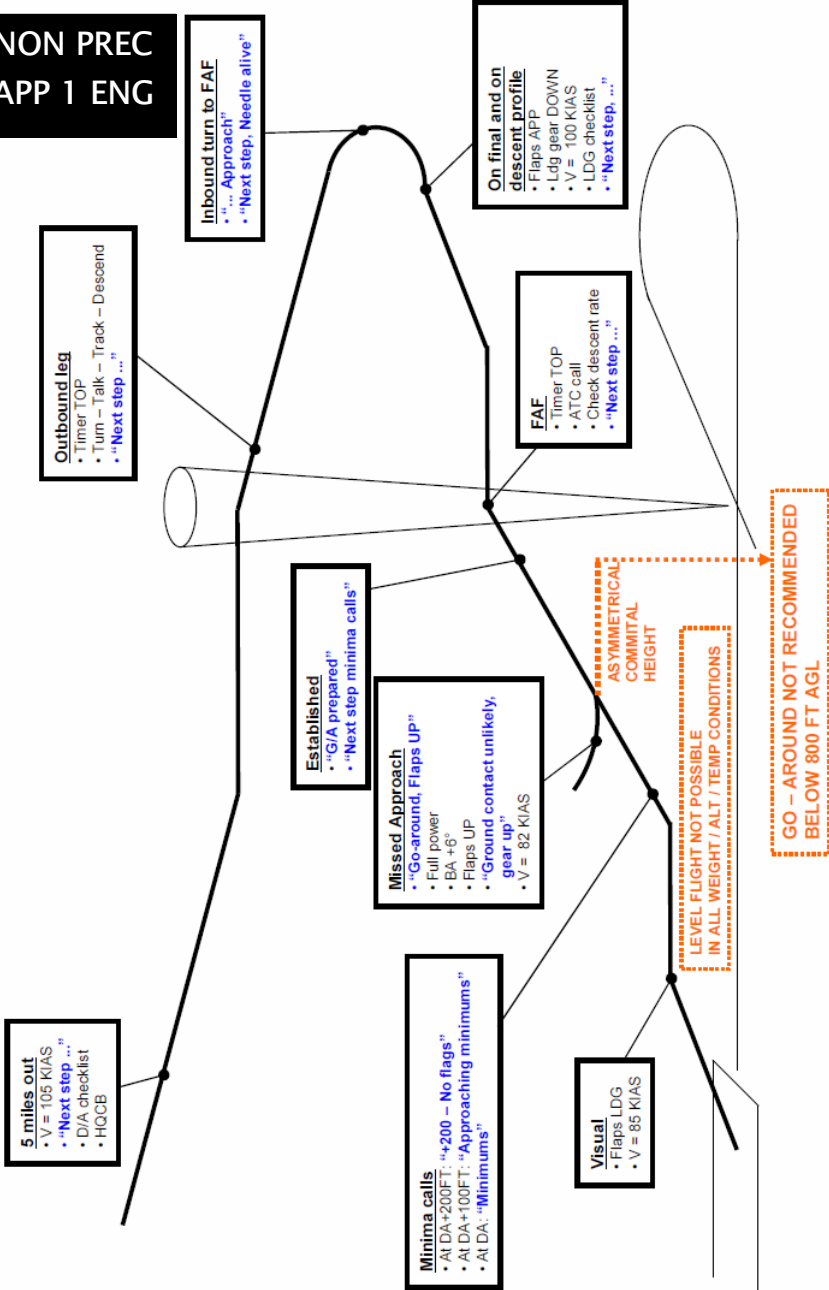 NON PREC
APP 1 ENG
5 miles out
• V = 105 KIAS
• “Next step ...”
• D/A checklist
• HQCB
Outbound leg
• Timer TOP
• Turn – Talk – Track – Descend
• “Next step ...”
Inbound turn to FAF
• “... Approach”
• “Next step, Needle alive”
On final and on
descent profile
• Flaps APP
• Ldg gear DOWN
• V = 100 KIAS
• LDG checklist
• “Next step, ...”
FAF
• Timer TOP
• ATC call
• Check descent rate
• “Next step ...”
Established
• “G/A prepared”
• “Next step minima calls”
Missed Approach
• “Go-around, Flaps UP”
• Full power
• BA +6°
• Flaps UP
• “Ground contact unlikely,
gear up”
• V = 82 KIAS
Minima calls
• At DA+200FT: “+200 – No flags”
• At DA+100FT: “Approaching minimums”
• At DA: “Minimums”
Visual
• Flaps LDG
• V = 85 KIAS
ASYMMETRICAL
COMMITAL
HEIGHT
LEVEL FLIGHT NOT POSSIBLE
IN ALL WEIGHT / ALT / TEMP CONDITIONS
GO – AROUND NOT RECOMMENDED
BELOW 800 FT AGL